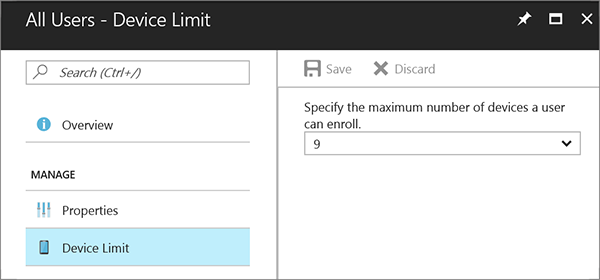 All Users - Device Limit
Search (Ctrl+/)
Overview
MANAGE
Properties
Device Limit
Save Discard
Specify the maximum number of devices a user
can enroll.
9